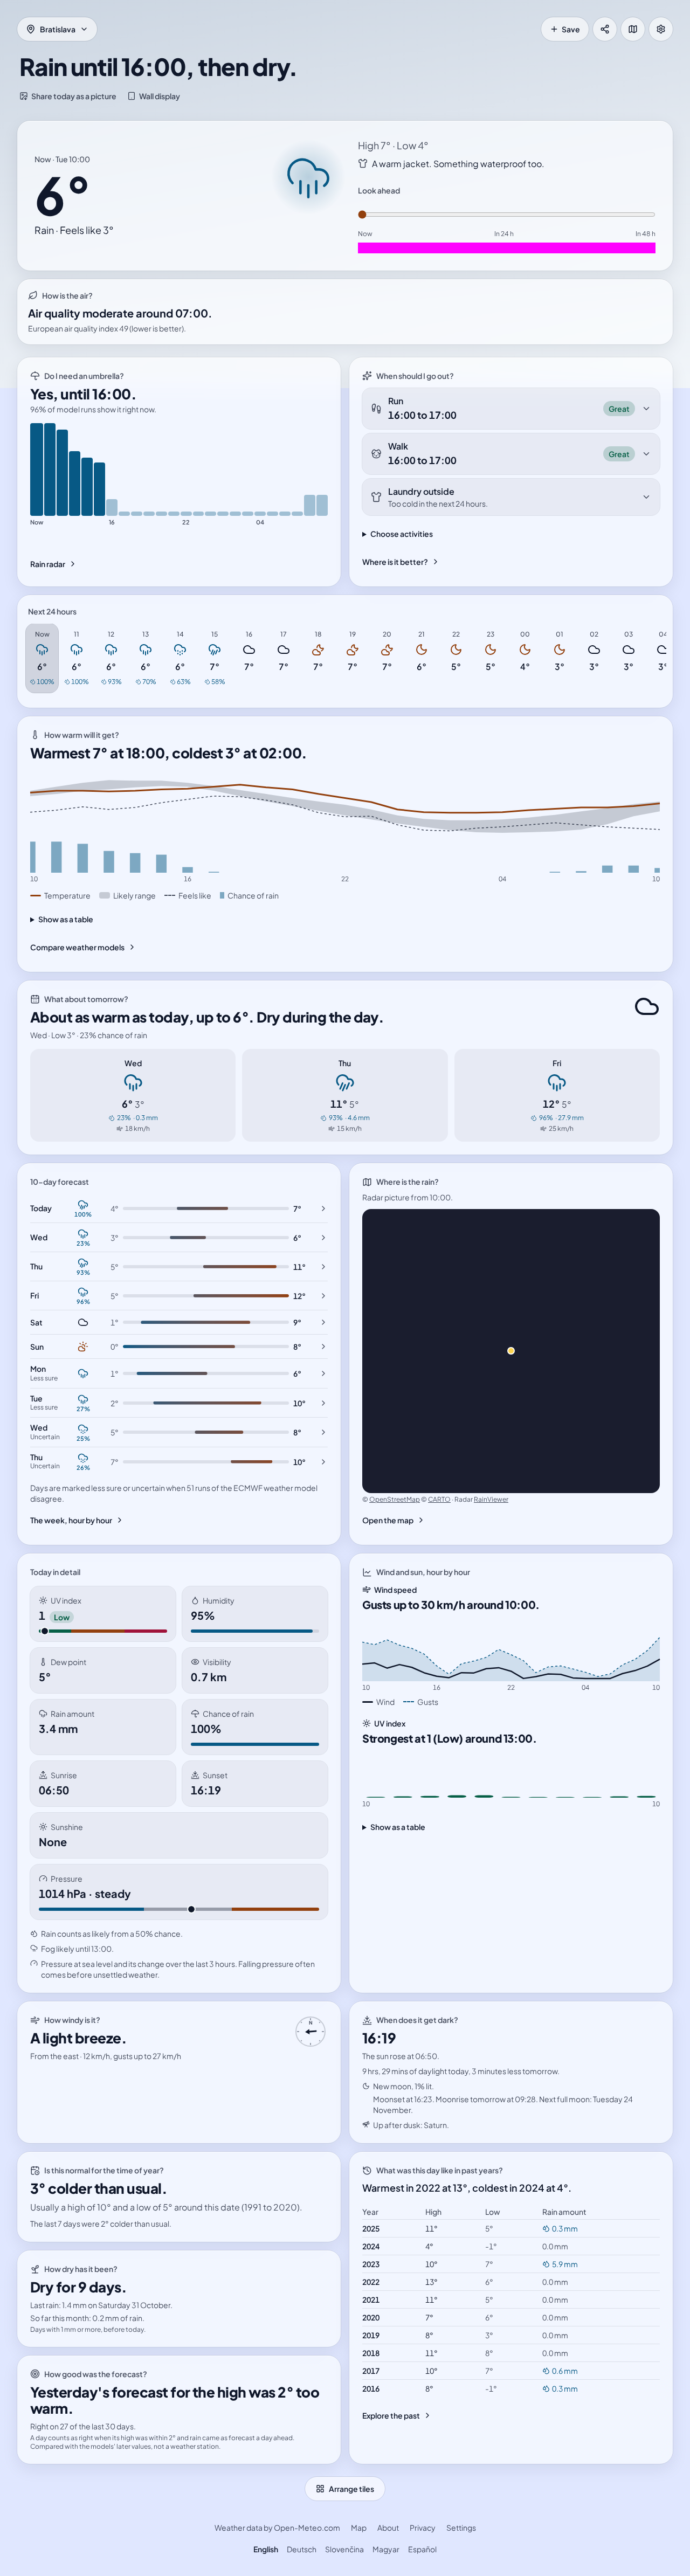 Bratislava
Save
Rain until 16:00, then dry.
Share today as a picture
Wall display
Now · Tue 10:00
6°
Rain · Feels like 3°
High 7° · Low 4°
A warm jacket. Something waterproof too.
Look ahead
Now In 24 h In 48 h
How is the air?
Air quality moderate around 07:00.
European air quality index 49 (lower is better).
Do I need an umbrella?
Yes, until 16:00.
96% of model runs show it right now.
Now 16 22 04
Rain radar
When should I go out?
Run
16:00 to 17:00
Great
Walk
16:00 to 17:00
Great
Laundry outside
Too cold in the next 24 hours.
Choose activities
Where is it better?
Next 24 hours
Now 11 12 13 14 15 16 17 18 19 20 21 22 23 00 01 02 03 04
6° 6° 6° 6° 6° 7° 7° 7° 7° 7° 7° 6° 5° 5° 4° 3° 3° 3° 3°
100% 100% 93% 70% 63% 58%
How warm will it get?
Warmest 7° at 18:00, coldest 3° at 02:00.
10 16 22 04 10
Temperature Likely range Feels like Chance of rain
Show as a table
Compare weather models
What about tomorrow?
About as warm as today, up to 6°. Dry during the day.
Wed · Low 3° · 23% chance of rain
Wed
6° 3°
23% · 0.3 mm
18 km/h
Thu
11° 5°
93% · 4.6 mm
15 km/h
Fri
12° 5°
96% · 27.9 mm
25 km/h
10-day forecast
Today 100% 4° 7°
Wed 23% 3° 6°
Thu 93% 5° 11°
Fri 96% 5° 12°
Sat 1° 9°
Sun 0° 8°
Mon
Less sure
1° 6°
Tue
Less sure
27% 2° 10°
Wed
Uncertain
25% 5° 8°
Thu
Uncertain
26% 7° 10°
Days are marked less sure or uncertain when 51 runs of the ECMWF weather model
disagree.
The week, hour by hour
Where is the rain?
Radar picture from 10:00.
© OpenStreetMap © CARTO · Radar RainViewer
Open the map
Today in detail
UV index
1 Low
Humidity
95%
Dew point
5°
Visibility
0.7 km
Rain amount
3.4 mm
Chance of rain
100%
Sunrise
06:50
Sunset
16:19
Sunshine
None
Pressure
1014 hPa · steady
Rain counts as likely from a 50% chance.
Fog likely until 13:00.
Pressure at sea level and its change over the last 3 hours. Falling pressure often
comes before unsettled weather.
Wind and sun, hour by hour
Wind speed
Gusts up to 30 km/h around 10:00.
10 16 22 04 10
Wind Gusts
UV index
Strongest at 1 (Low) around 13:00.
10 10
Show as a table
How windy is it?
A light breeze.
From the east · 12 km/h, gusts up to 27 km/h
N
When does it get dark?
16:19
The sun rose at 06:50.
9 hrs, 29 mins of daylight today, 3 minutes less tomorrow.
New moon, 1% lit.
Moonset at 16:23. Moonrise tomorrow at 09:28. Next full moon: Tuesday 24
November.
Up after dusk: Saturn.
Is this normal for the time of year?
3° colder than usual.
Usually a high of 10° and a low of 5° around this date (1991 to 2020).
The last 7 days were 2° colder than usual.
How dry has it been?
Dry for 9 days.
Last rain: 1.4 mm on Saturday 31 October.
So far this month: 0.2 mm of rain.
Days with 1 mm or more, before today.
How good was the forecast?
Yesterday's forecast for the high was 2° too
warm.
Right on 27 of the last 30 days.
A day counts as right when its high was within 2° and rain came as forecast a day ahead.
Compared with the models' later values, not a weather station.
What was this day like in past years?
Warmest in 2022 at 13°, coldest in 2024 at 4°.
Year High Low Rain amount
2025 11° 5° 0.3 mm
2024 4° -1° 0.0 mm
2023 10° 7° 5.9 mm
2022 13° 6° 0.0 mm
2021 11° 5° 0.0 mm
2020 7° 6° 0.0 mm
2019 8° 3° 0.0 mm
2018 11° 8° 0.0 mm
2017 10° 7° 0.6 mm
2016 8° -1° 0.3 mm
Explore the past
Arrange tiles
Weather data by Open-Meteo.com Map About Privacy Settings
English Deutsch Slovenčina Magyar Español